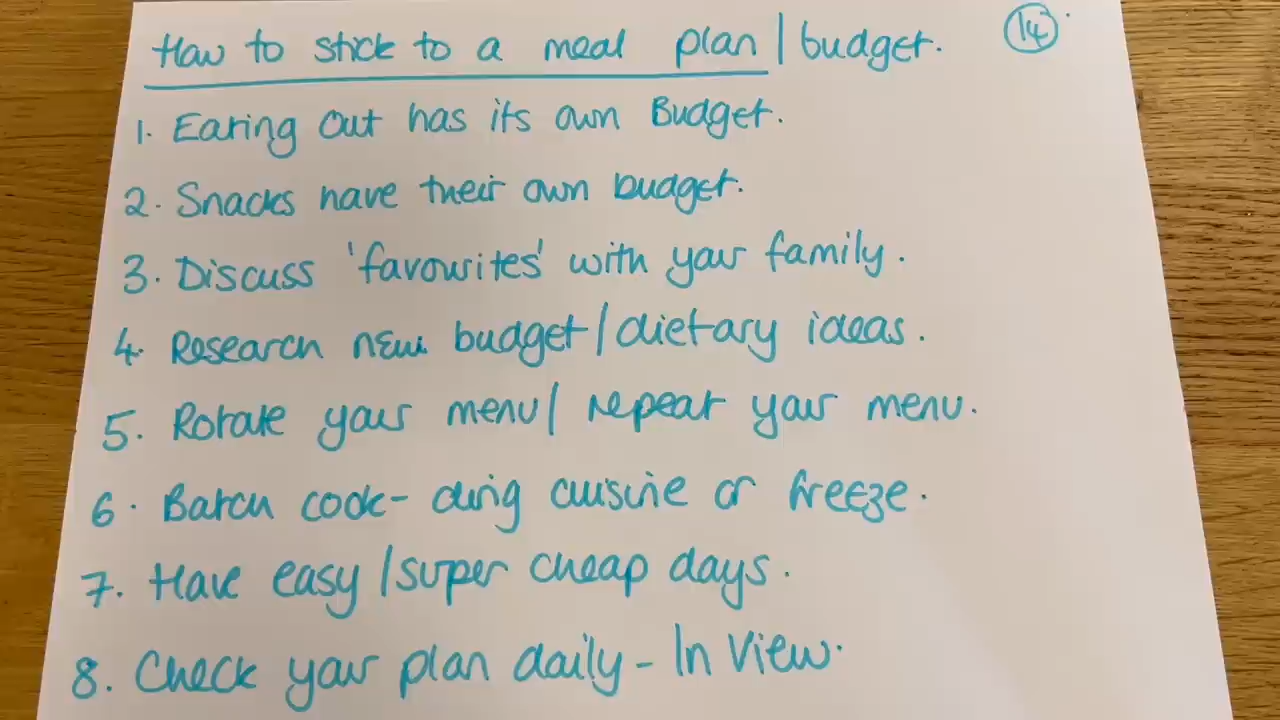 How to stick to a meal plan / budget.
14
1. Eating Out has its own Budget.
2. Snacks have their own budget.
3. Discuss 'favourites' with your family.
4. Research new budget/dietary ideas.
5. Rotate your menu/ repeat your menu.
6. Batch cook - during cuisine or freeze.
7. Have easy/super cheap days.
8. Check your plan daily - In View.